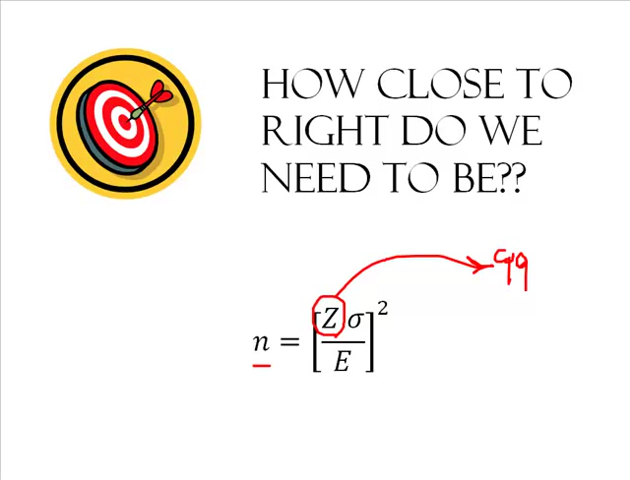 HOW CLOSE TO
RIGHT DO WE
NEED TO BE??
99
n = [Zσ/E]²